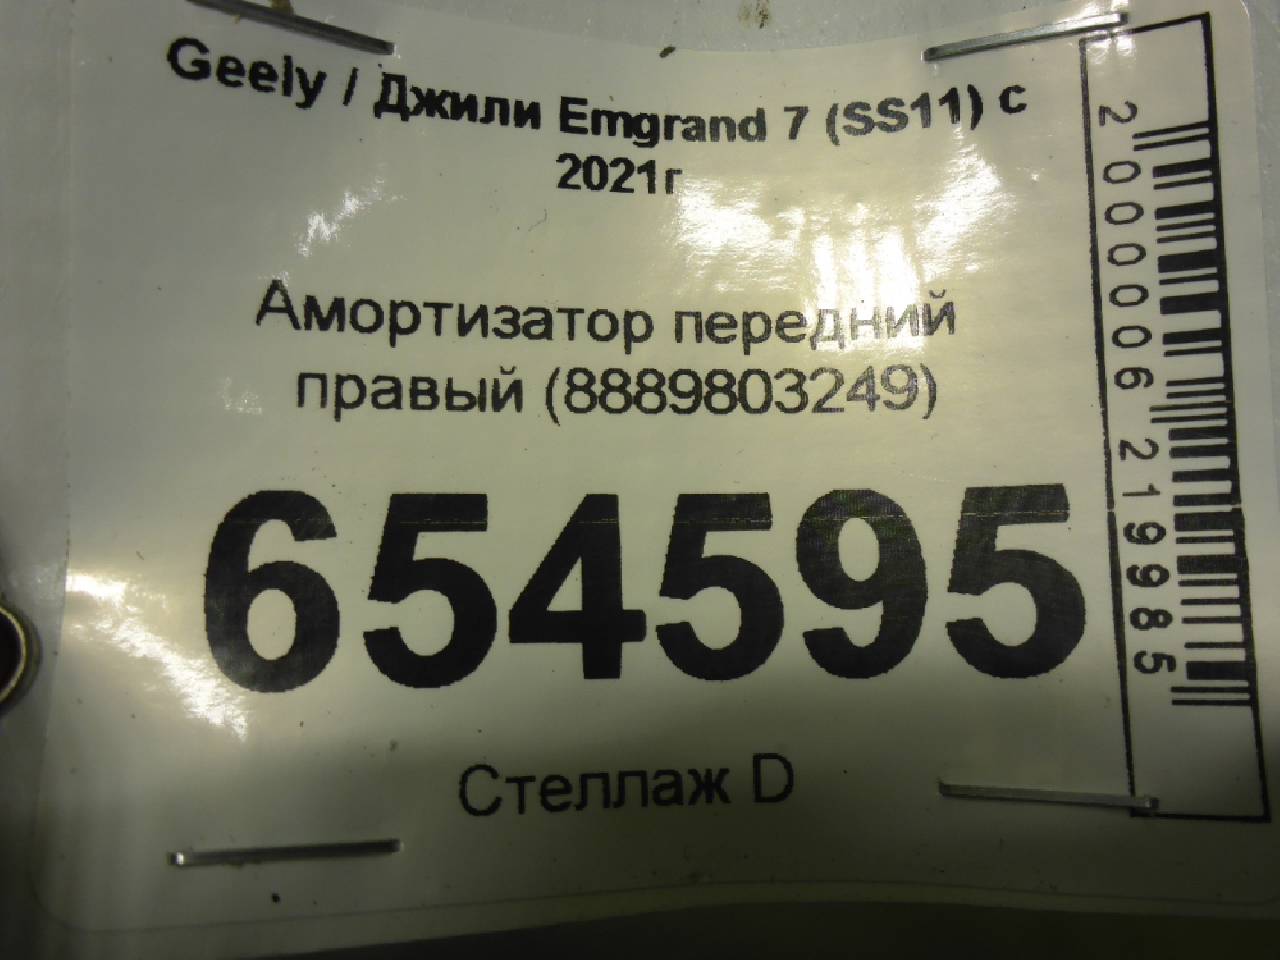 Geely / Джили Emgrand 7 (SS11) с
2021г
Амортизатор передний
правый (8889803249)
654595
Стеллаж D
2000006219985